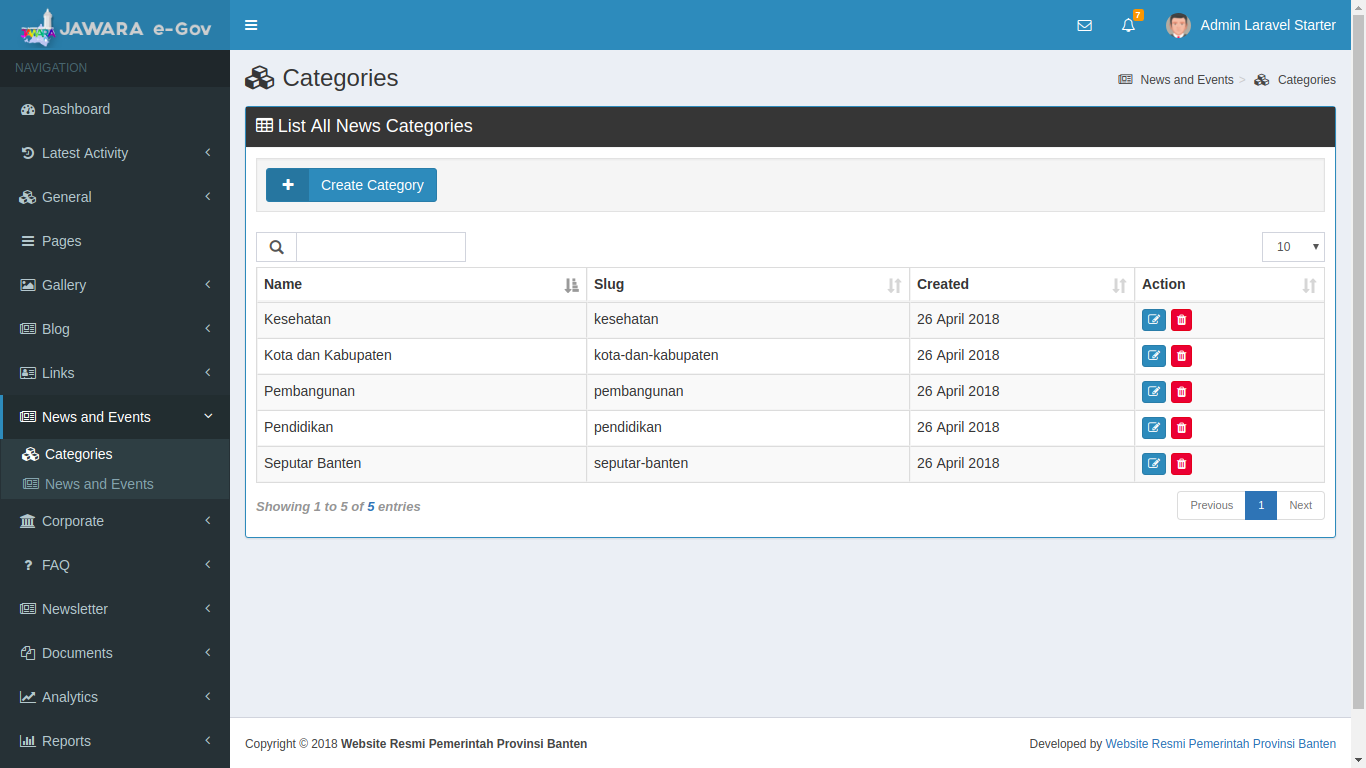 JAWARA e-Gov
7
Admin Laravel Starter
NAVIGATION
Dashboard
Latest Activity
General
Pages
Gallery
Blog
Links
News and Events
Categories
News and Events
Corporate
FAQ
Newsletter
Documents
Analytics
Reports
Categories
News and Events > Categories
List All News Categories
Create Category
10
Name Slug Created Action
Kesehatan kesehatan 26 April 2018
Kota dan Kabupaten kota-dan-kabupaten 26 April 2018
Pembangunan pembangunan 26 April 2018
Pendidikan pendidikan 26 April 2018
Seputar Banten seputar-banten 26 April 2018
Showing 1 to 5 of 5 entries
Previous 1 Next
Copyright © 2018 Website Resmi Pemerintah Provinsi Banten
Developed by Website Resmi Pemerintah Provinsi Banten